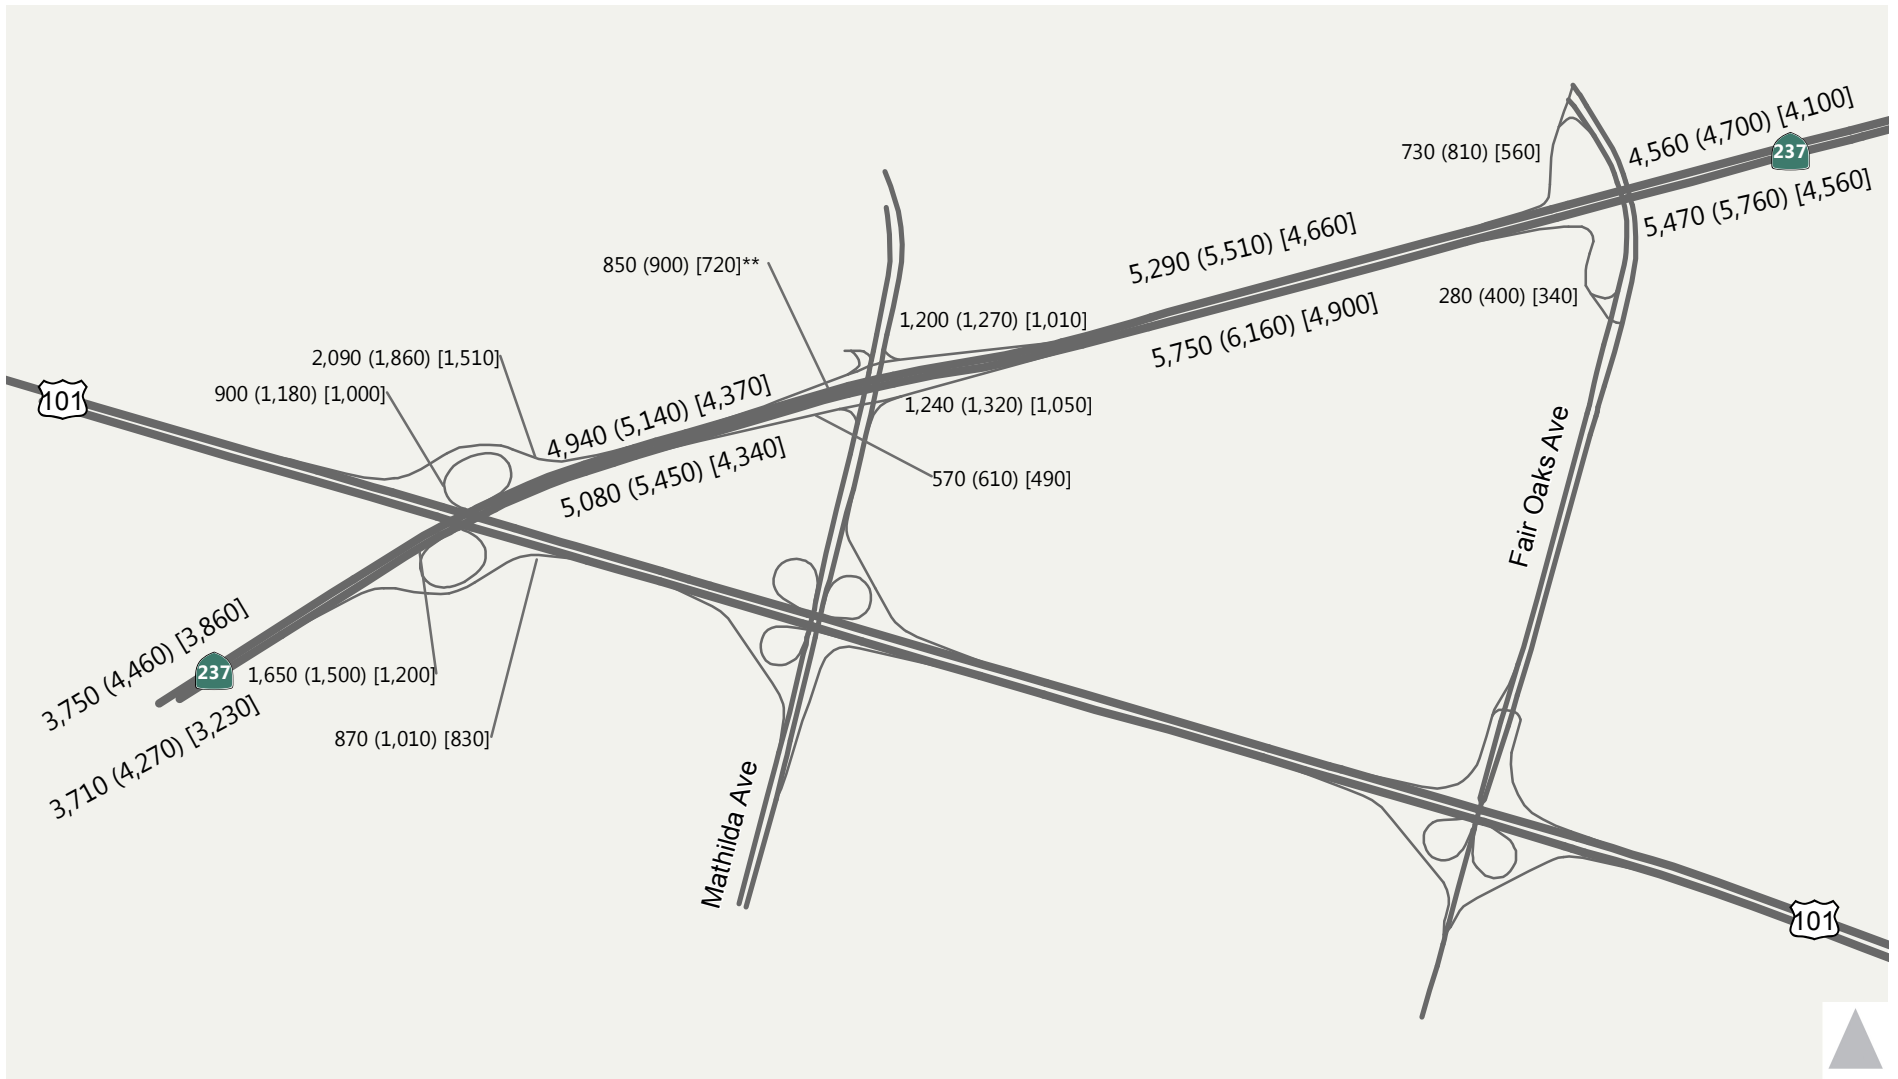 4,560 (4,700) [4,100]
730 (810) [560]
237
5,470 (5,760) [4,560]
5,290 (5,510) [4,660]
850 (900) [720]**
280 (400) [340]
1,200 (1,270) [1,010]
5,750 (6,160) [4,900]
2,090 (1,860) [1,510]
900 (1,180) [1,000]
101
4,940 (5,140) [4,370]
1,240 (1,320) [1,050]
5,080 (5,450) [4,340]
570 (610) [490]
Fair Oaks Ave
3,750 (4,460) [3,860]
237
1,650 (1,500) [1,200]
3,710 (4,270) [3,230]
870 (1,010) [830]
Mathilda Ave
101